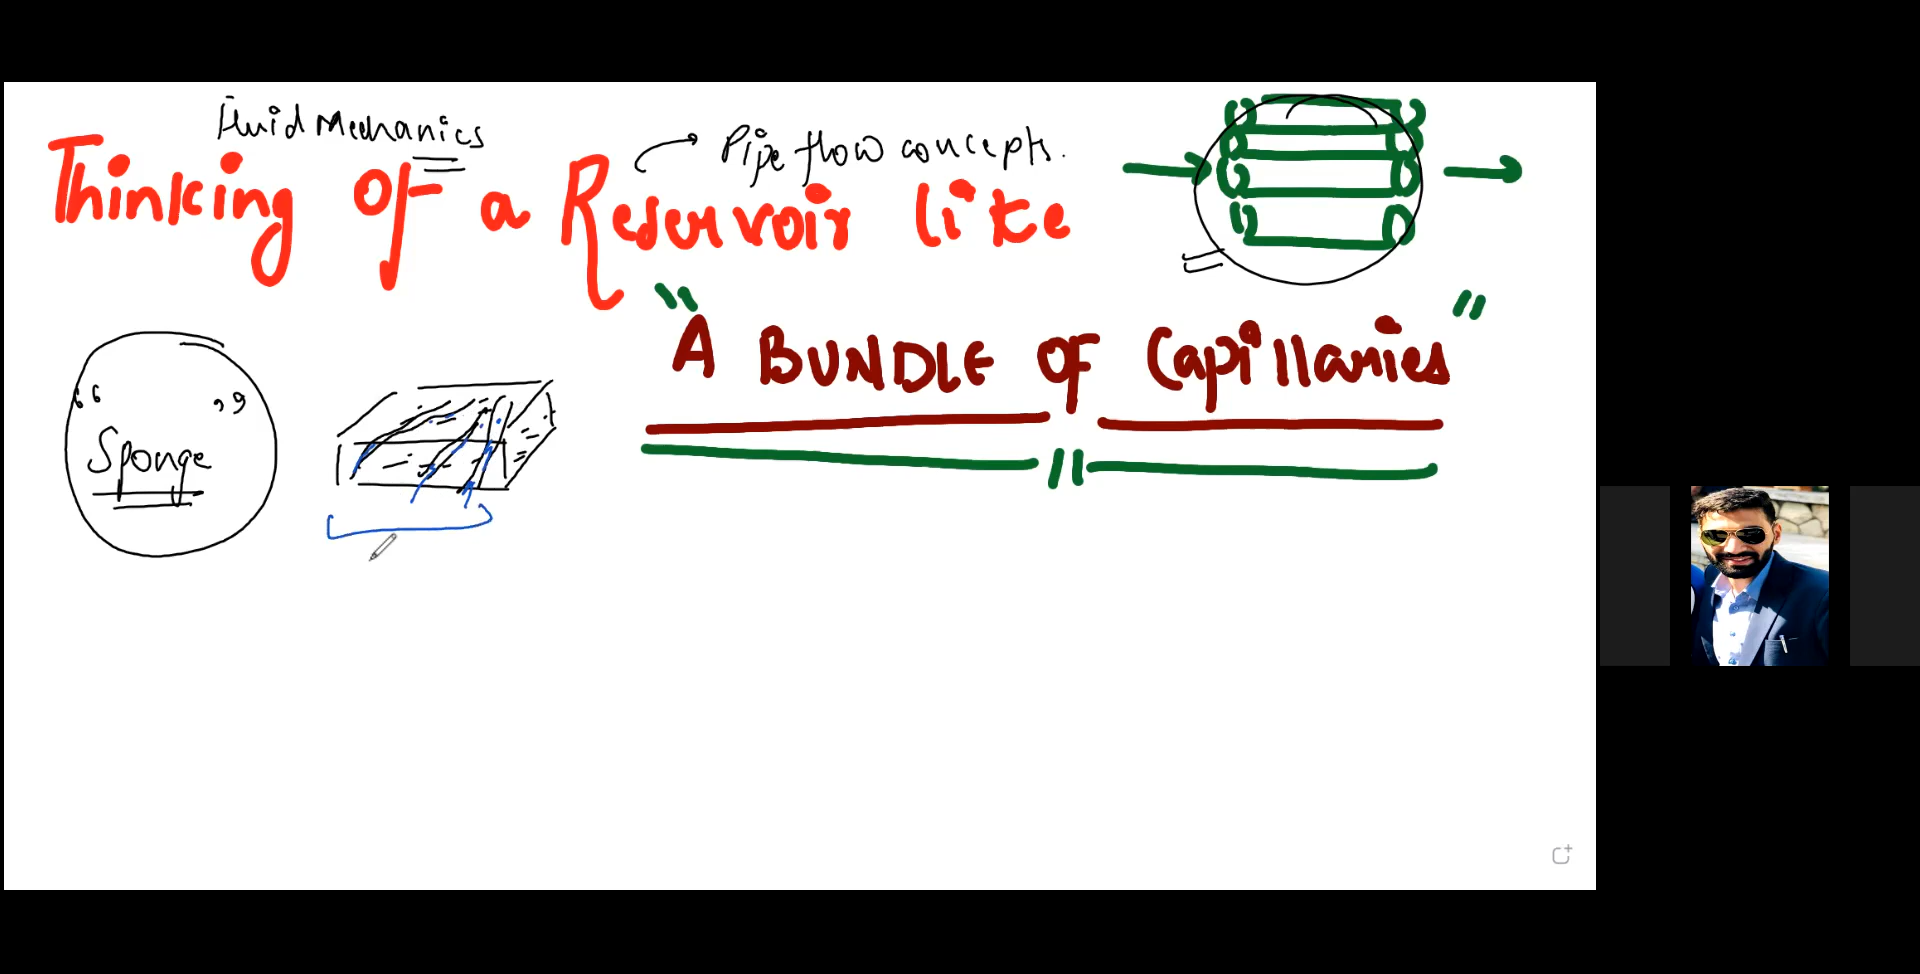 Fluid Mechanics
Pipe flow concepts.
Thinking of a Reservoir like
"A BUNDLE OF Capillaries"
"Sponge"